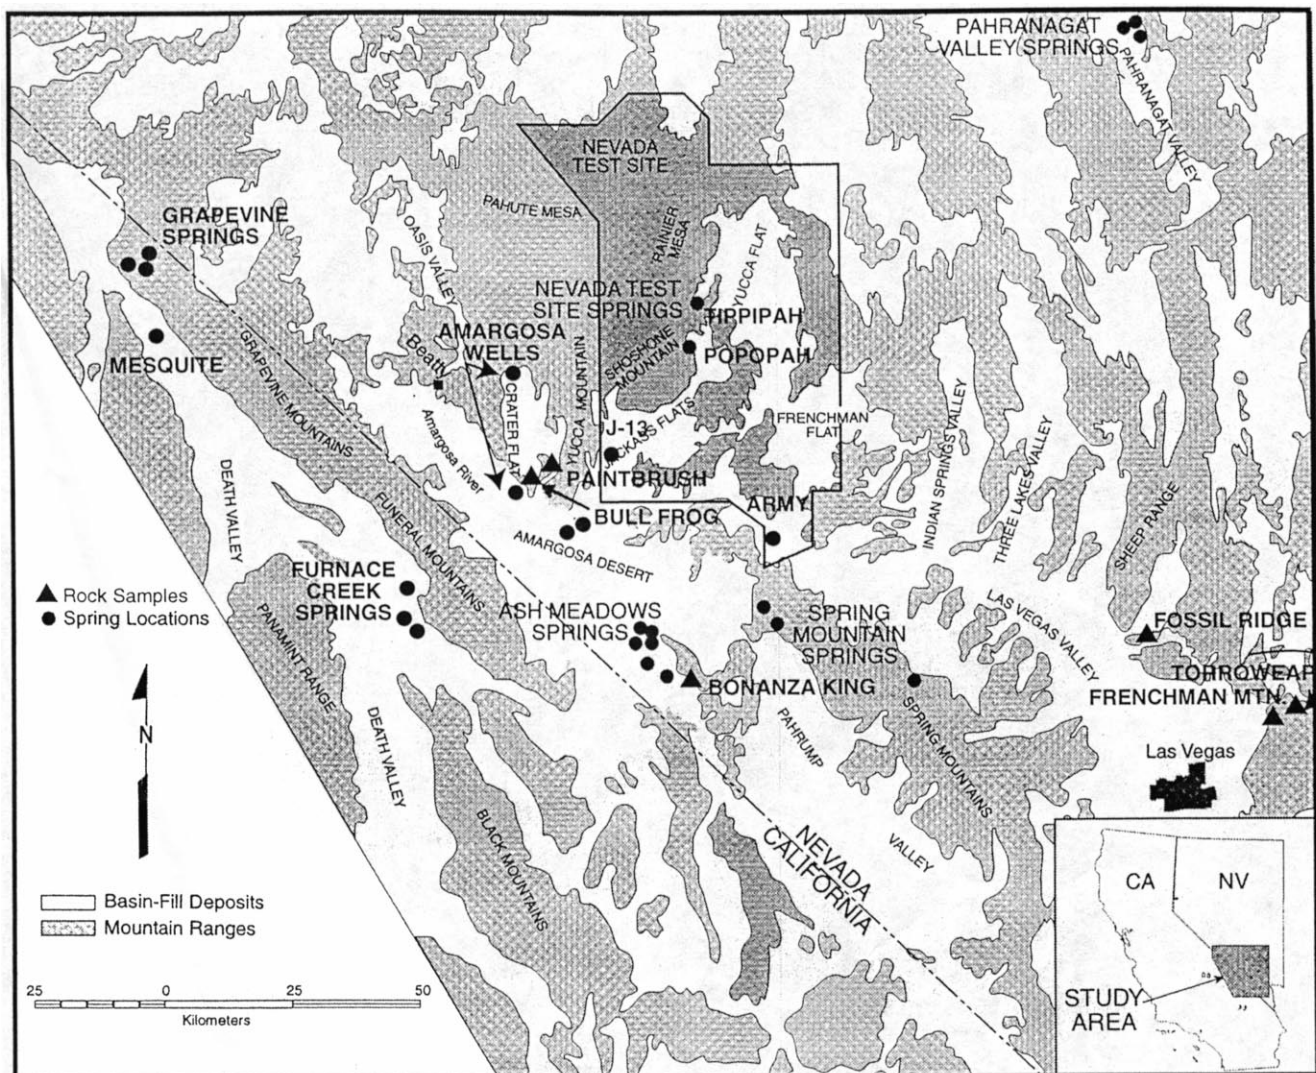 PAHRANAGAT
VALLEY SPRINGS
PAHRANAGAT VALLEY
NEVADA
TEST SITE
PAHUTE MESA
RAINIER
MESA
YUCCA FLAT
GRAPEVINE
SPRINGS
OASIS VALLEY
NEVADA TEST
SITE SPRINGS
TIPPIPAH
AMARGOSA
WELLS
SHOSHONE
MOUNTAIN
POPOPAH
MESQUITE
Beatty
GRAPEVINE MOUNTAINS
CRATER FLAT
YUCCA MOUNTAIN
J-13
JACKASS FLATS
FRENCHMAN
FLAT
INDIAN SPRINGS VALLEY
THREE LAKES VALLEY
SHEEP RANGE
Amargosa River
PAINTBRUSH
DEATH VALLEY
FUNERAL MOUNTAINS
BULL FROG
ARMY
AMARGOSA DESERT
FURNACE
CREEK
SPRINGS
PANAMINT RANGE
ASH MEADOWS
SPRINGS
SPRING
MOUNTAIN
SPRINGS
LAS VEGAS VALLEY
FOSSIL RIDGE
Rock Samples
Spring Locations
BONANZA KING
TORROWEAP
FRENCHMAN MTN.
SPRING MOUNTAINS
PAHRUMP
VALLEY
DEATH VALLEY
N
Las Vegas
BLACK MOUNTAINS
NEVADA
CALIFORNIA
Basin-Fill Deposits
Mountain Ranges
25 0 25 50
Kilometers
CA NV
STUDY
AREA